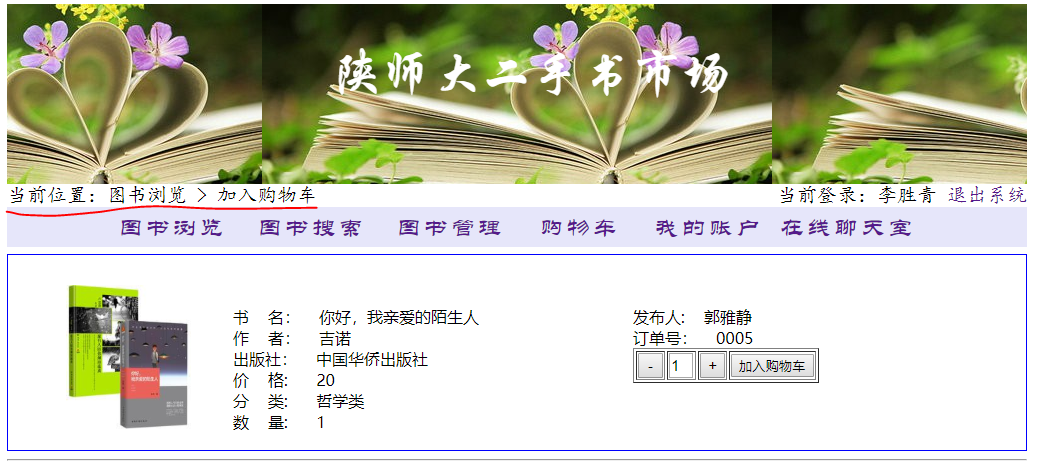 陕师大二手书市场
当前位置：图书浏览 > 加入购物车
当前登录：李胜青 退出系统
图书浏览 图书搜索 图书管理 购物车 我的账户 在线聊天室
书 名： 你好，我亲爱的陌生人
作 者： 吉诺
出版社： 中国华侨出版社
价 格: 20
分 类: 哲学类
数 量: 1
发布人: 郭雅静
订单号： 0005
- 1 + 加入购物车